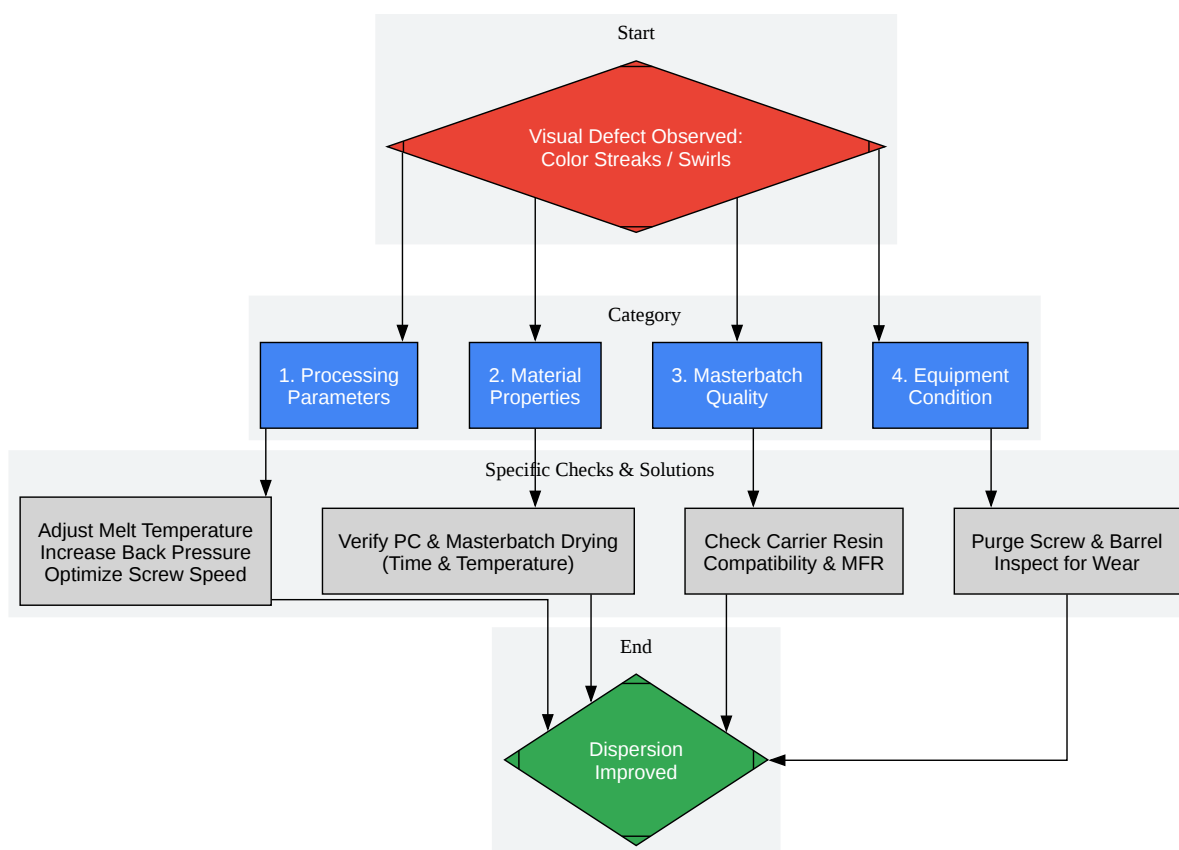 Start
Visual Defect Observed:
Color Streaks / Swirls
Category
1. Processing
Parameters
2. Material
Properties
3. Masterbatch
Quality
4. Equipment
Condition
Specific Checks & Solutions
Adjust Melt Temperature
Increase Back Pressure
Optimize Screw Speed
Verify PC & Masterbatch Drying
(Time & Temperature)
Check Carrier Resin
Compatibility & MFR
Purge Screw & Barrel
Inspect for Wear
End
Dispersion
Improved